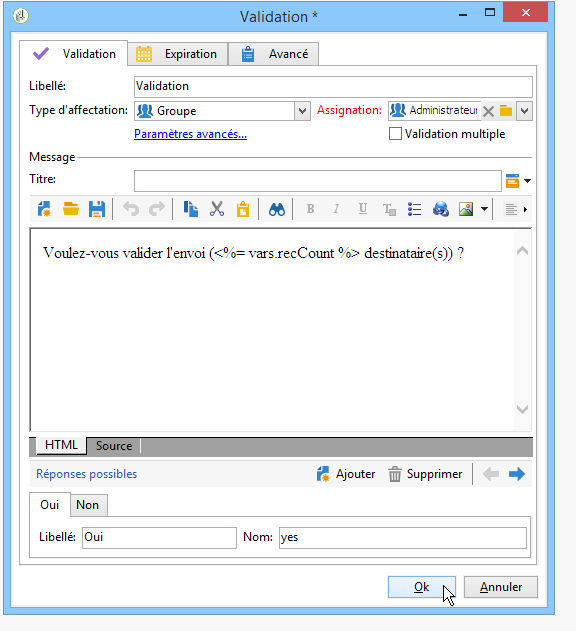 Validation *
Validation Expiration Avancé
Libellé: Validation
Type d'affectation: Groupe Assignation: Administrateur
Paramètres avancés... Validation multiple
Message
Titre:
B I U
Voulez-vous valider l'envoi (<%= vars.recCount %> destinataire(s)) ?
HTML Source
Réponses possibles Ajouter Supprimer
Oui Non
Libellé: Oui Nom: yes
Ok Annuler